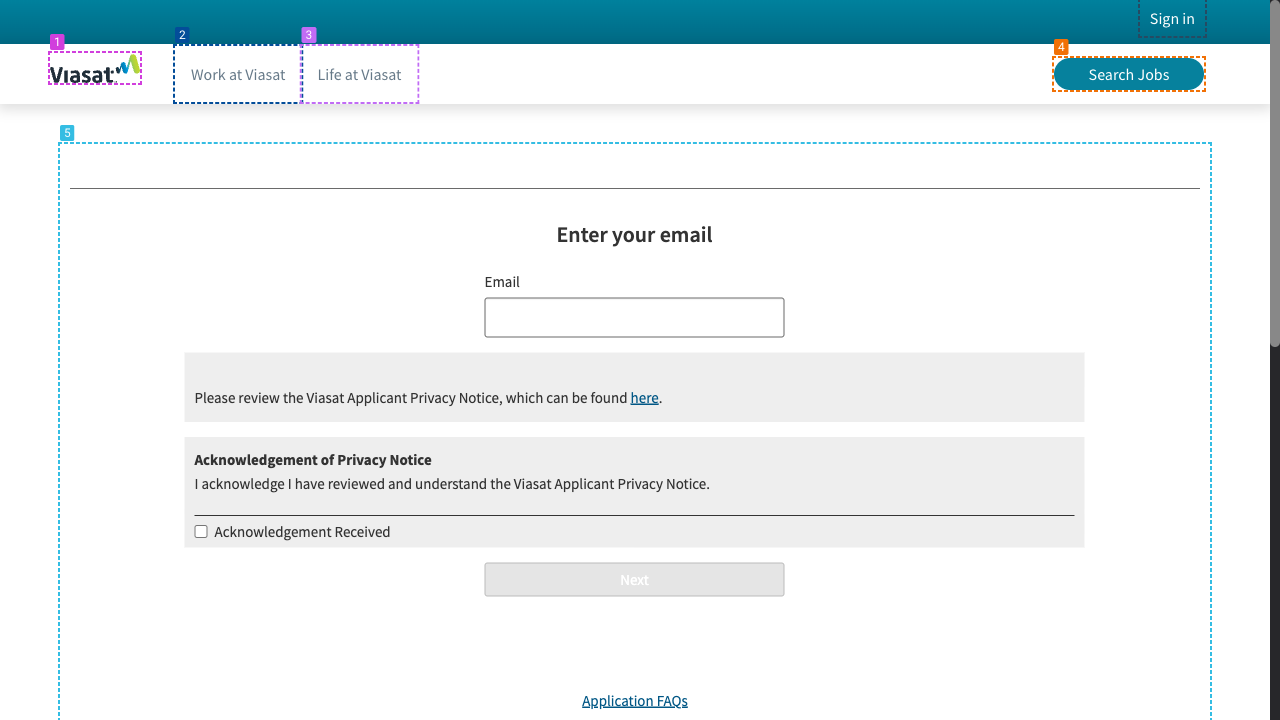 Sign in
1
2
3
4
Viasat
Work at Viasat
Life at Viasat
Search Jobs
5
Enter your email
Email
Please review the Viasat Applicant Privacy Notice, which can be found here.
Acknowledgement of Privacy Notice
I acknowledge I have reviewed and understand the Viasat Applicant Privacy Notice.
Acknowledgement Received
Next
Application FAQs